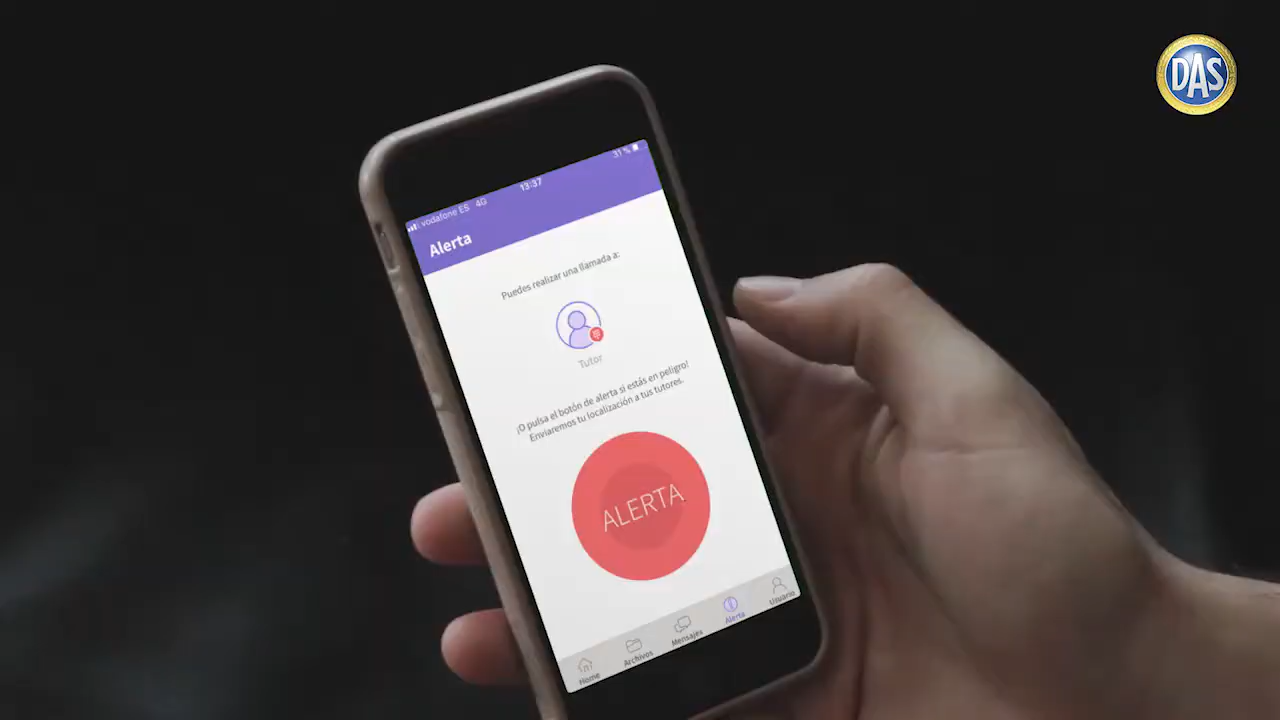 DAS
vodafone ES 4G
13:37
31 %
Alerta
Puedes realizar una llamada a:
Tutor
¡O pulsa el botón de alerta si estás en peligro!
Enviaremos tu localización a tus tutores.
ALERTA
Home
Archivos
Mensajes
Alerta
Usuario